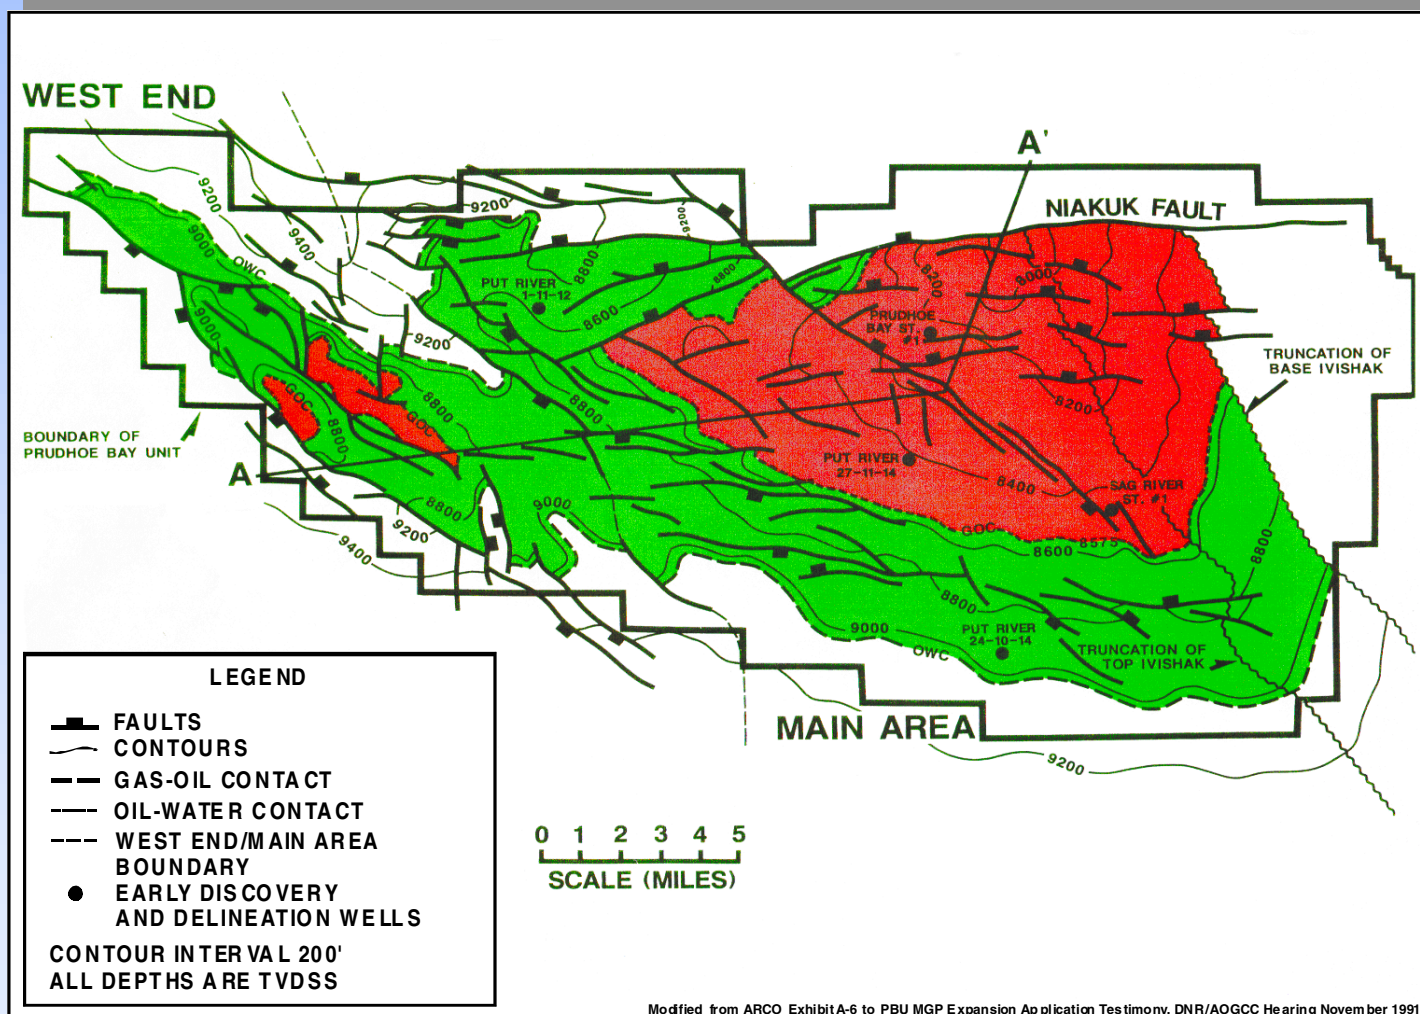 WEST END
A'
NIAKUK FAULT
9200
9200
9200
9400
9000
OWC
8800
8800
8200
8000
PUT RIVER
1-11-12
8600
PRUDHOE
BAY ST.
#1
9000
9200
TRUNCATION OF
BASE IVISHAK
GOC
8800
GOC
8800
8800
8200
BOUNDARY OF
PRUDHOE BAY UNIT
A
PUT RIVER
27-11-14
8400
SAG RIVER
ST. #1
8800
9000
9200
9400
GOC
8600
8575
8800
8800
9000
OWC
PUT RIVER
24-10-14
TRUNCATION OF
TOP IVISHAK
MAIN AREA
9200
LEGEND
FAULTS
CONTOURS
GAS-OIL CONTACT
OIL-WATER CONTACT
WEST END/MAIN AREA
BOUNDARY
EARLY DISCOVERY
AND DELINEATION WELLS
CONTOUR INTERVAL 200'
ALL DEPTHS ARE TVDSS
0 1 2 3 4 5
SCALE (MILES)
Modified from ARCO Exhibit A-6 to PBU MGP Expansion Application Testimony, DNR/AOGCC Hearing November 1991